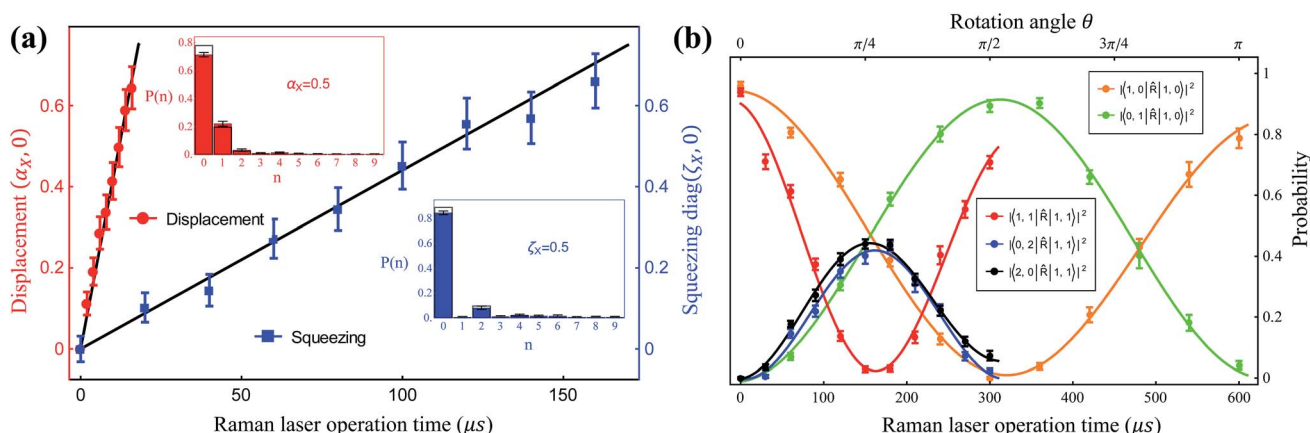 (a)
Displacement (αX, 0)
0.6
0.4
0.2
0
0.8
0.6
0.4
0.2
0.0
P(n)
αX=0.5
0 1 2 3 4 5 6 7 8 9
n
Displacement
Squeezing
0.8
0.6
0.4
0.2
0.0
P(n)
ζX=0.5
0 1 2 3 4 5 6 7 8 9
n
0.6
0.4
0.2
0
Squeezing diag(ζX, 0)
0 50 100 150
Raman laser operation time (μs)
(b)
Rotation angle θ
0 π/4 π/2 3π/4 π
|⟨1, 0|R̂|1, 0⟩|²
|⟨0, 1|R̂|1, 0⟩|²
|⟨1, 1|R̂|1, 1⟩|²
|⟨0, 2|R̂|1, 1⟩|²
|⟨2, 0|R̂|1, 1⟩|²
1
0.8
0.6
0.4
0.2
0
Probability
0 100 200 300 400 500 600
Raman laser operation time (μs)